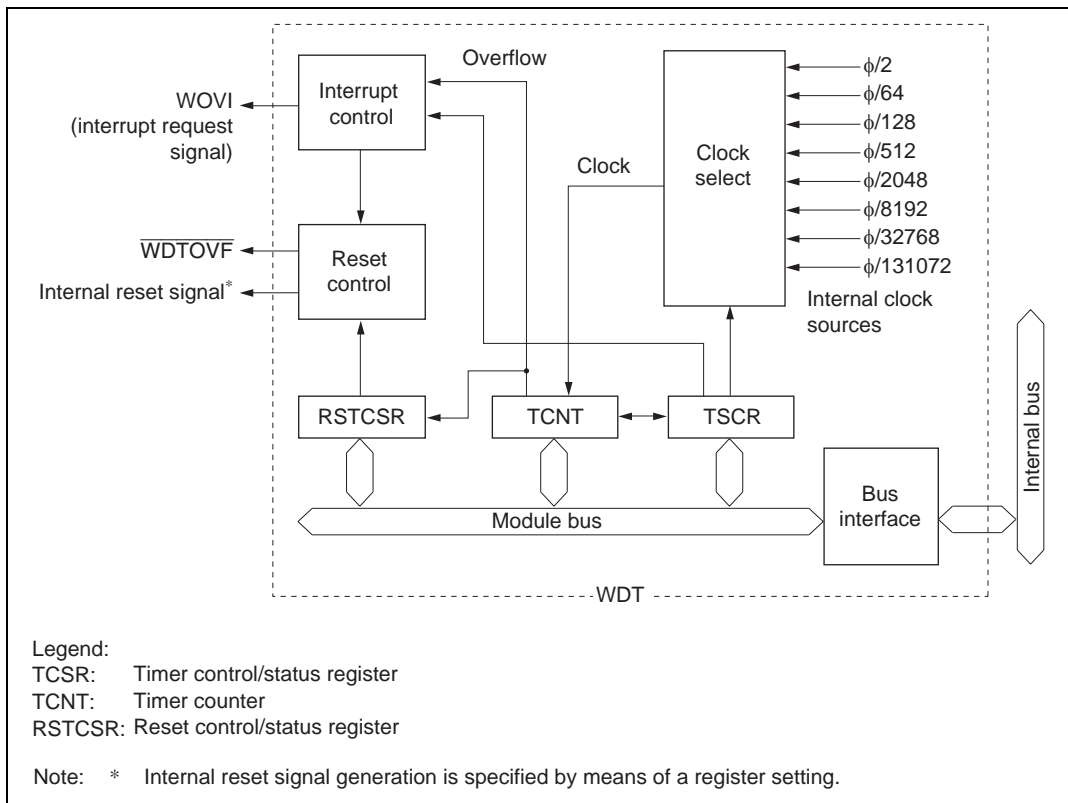 Overflow
Interrupt
control
WOVI
(interrupt request
signal)
Clock
Clock
select
ϕ/2
ϕ/64
ϕ/128
ϕ/512
ϕ/2048
ϕ/8192
ϕ/32768
ϕ/131072
Internal clock
sources
WDTOVF
Internal reset signal*
Reset
control
RSTCSR
TCNT
TSCR
Module bus
Bus
interface
Internal bus
WDT
Legend:
TCSR: Timer control/status register
TCNT: Timer counter
RSTCSR: Reset control/status register
Note: * Internal reset signal generation is specified by means of a register setting.